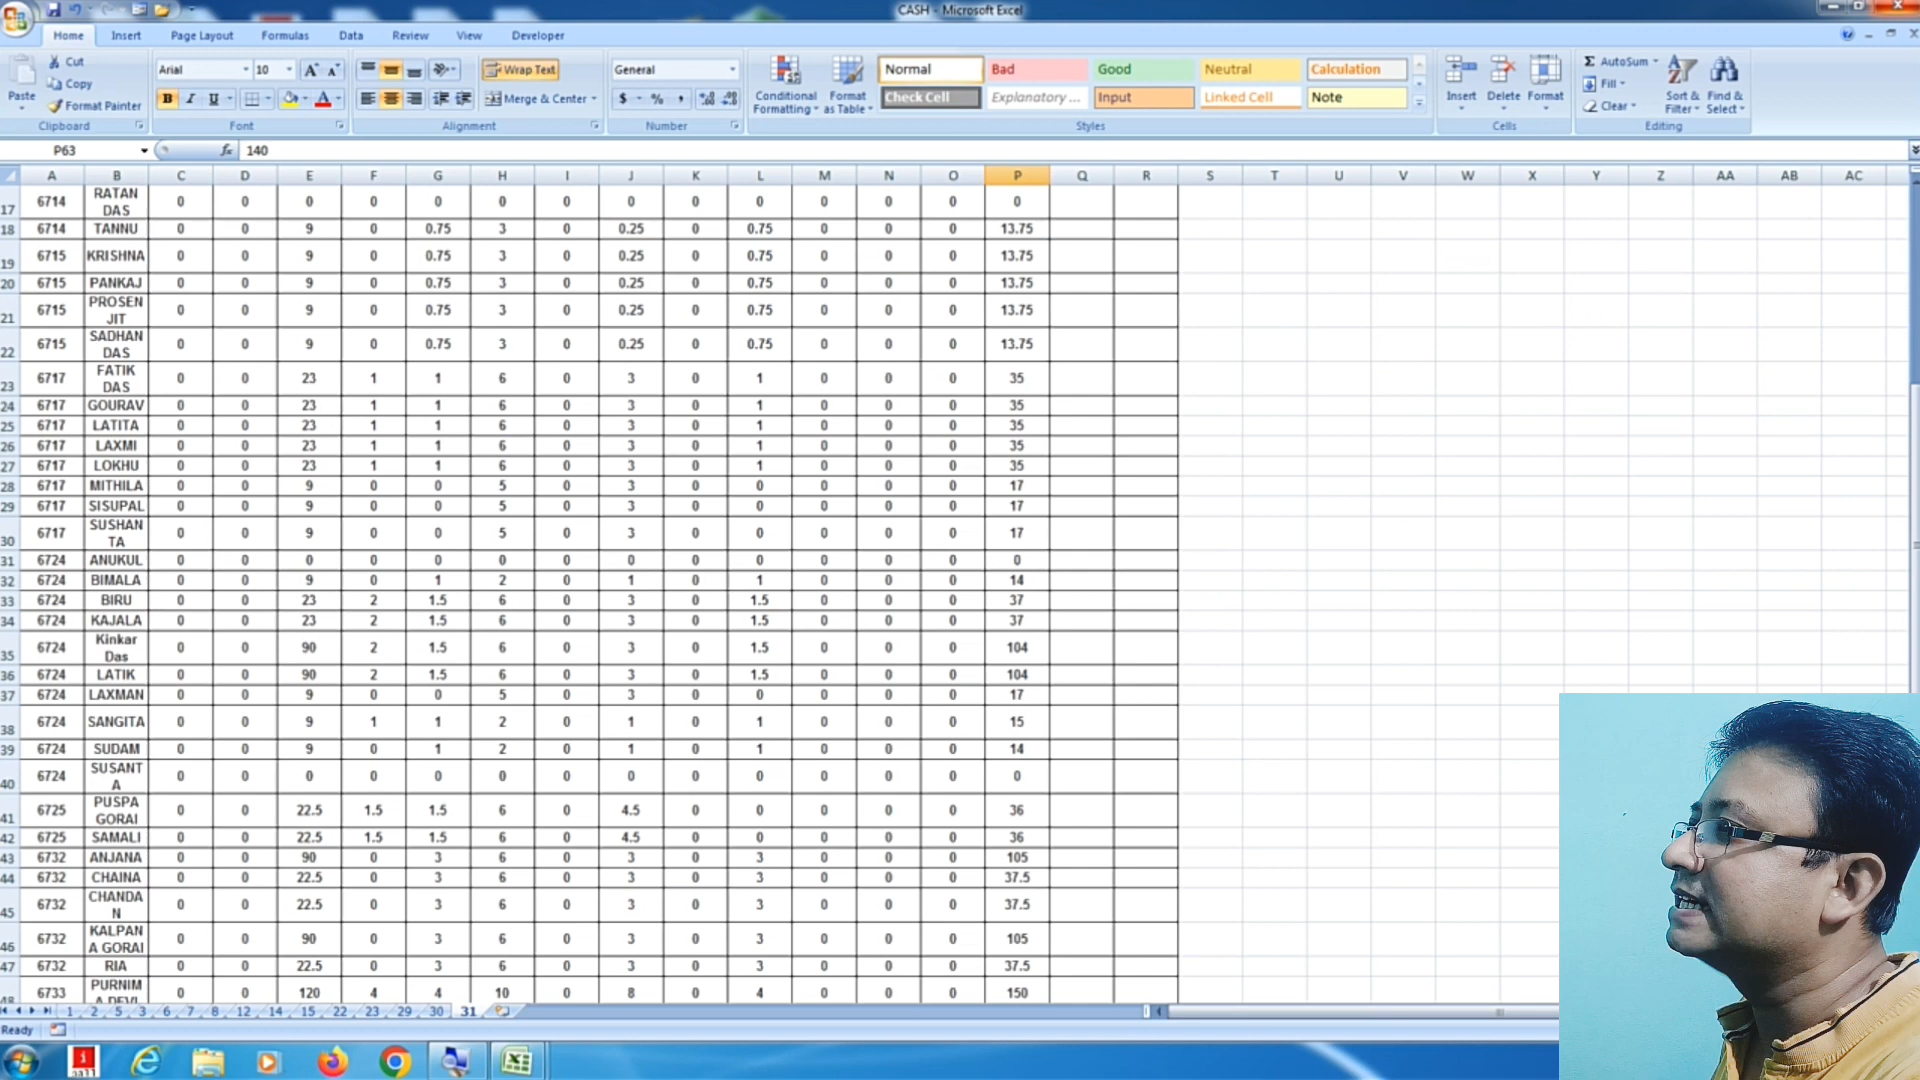 CASH - Microsoft Excel
Home Insert Page Layout Formulas Data Review View Developer
Cut
Copy
Format Painter
Paste
Clipboard
Arial 10
B I U
Font
Wrap Text
Merge & Center
Alignment
General
$ % ,
Number
Conditional Formatting
Format as Table
Normal Bad Good Neutral Calculation
Check Cell Explanatory ... Input Linked Cell Note
Styles
Insert Delete Format
Cells
Σ AutoSum
Fill
Clear
Sort & Filter
Find & Select
Editing
P63 fx 140
A B C D E F G H I J K L M N O P Q R S T U V W X Y Z AA AB AC
17 6714 RATAN DAS 0 0 0 0 0 0 0 0 0 0 0 0 0 0
18 6714 TANNU 0 0 9 0 0.75 3 0 0.25 0 0.75 0 0 0 13.75
19 6715 KRISHNA 0 0 9 0 0.75 3 0 0.25 0 0.75 0 0 0 13.75
20 6715 PANKAJ 0 0 9 0 0.75 3 0 0.25 0 0.75 0 0 0 13.75
21 6715 PROSENJIT 0 0 9 0 0.75 3 0 0.25 0 0.75 0 0 0 13.75
22 6715 SADHAN DAS 0 0 9 0 0.75 3 0 0.25 0 0.75 0 0 0 13.75
23 6717 FATIK DAS 0 0 23 1 1 6 0 3 0 1 0 0 0 35
24 6717 GOURAV 0 0 23 1 1 6 0 3 0 1 0 0 0 35
25 6717 LATITA 0 0 23 1 1 6 0 3 0 1 0 0 0 35
26 6717 LAXMI 0 0 23 1 1 6 0 3 0 1 0 0 0 35
27 6717 LOKHU 0 0 23 1 1 6 0 3 0 1 0 0 0 35
28 6717 MITHILA 0 0 9 0 0 5 0 3 0 0 0 0 0 17
29 6717 SISUPAL 0 0 9 0 0 5 0 3 0 0 0 0 0 17
30 6717 SUSHANTA 0 0 9 0 0 5 0 3 0 0 0 0 0 17
31 6724 ANUKUL 0 0 0 0 0 0 0 0 0 0 0 0 0 0
32 6724 BIMALA 0 0 9 0 1 2 0 1 0 1 0 0 0 14
33 6724 BIRU 0 0 23 2 1.5 6 0 3 0 1.5 0 0 0 37
34 6724 KAJALA 0 0 23 2 1.5 6 0 3 0 1.5 0 0 0 37
35 6724 Kinkar Das 0 0 90 2 1.5 6 0 3 0 1.5 0 0 0 104
36 6724 LATIK 0 0 90 2 1.5 6 0 3 0 1.5 0 0 0 104
37 6724 LAXMAN 0 0 9 0 0 5 0 3 0 0 0 0 0 17
38 6724 SANGITA 0 0 9 1 1 2 0 1 0 1 0 0 0 15
39 6724 SUDAM 0 0 9 0 1 2 0 1 0 1 0 0 0 14
40 6724 SUSANTA 0 0 0 0 0 0 0 0 0 0 0 0 0 0
41 6725 PUSPA GORAI 0 0 22.5 1.5 1.5 6 0 4.5 0 0 0 0 0 36
42 6725 SAMALI 0 0 22.5 1.5 1.5 6 0 4.5 0 0 0 0 0 36
43 6732 ANJANA 0 0 90 0 3 6 0 3 0 3 0 0 0 105
44 6732 CHAINA 0 0 22.5 0 3 6 0 3 0 3 0 0 0 37.5
45 6732 CHANDAN 0 0 22.5 0 3 6 0 3 0 3 0 0 0 37.5
46 6732 KALPANA GORAI 0 0 90 0 3 6 0 3 0 3 0 0 0 105
47 6732 RIA 0 0 22.5 0 3 6 0 3 0 3 0 0 0 37.5
48 6733 PURNIMA DEVI 0 0 120 4 4 10 0 8 0 4 0 0 0 150
1 2 5 3 6 7 8 12 14 15 22 23 29 30 31
Ready